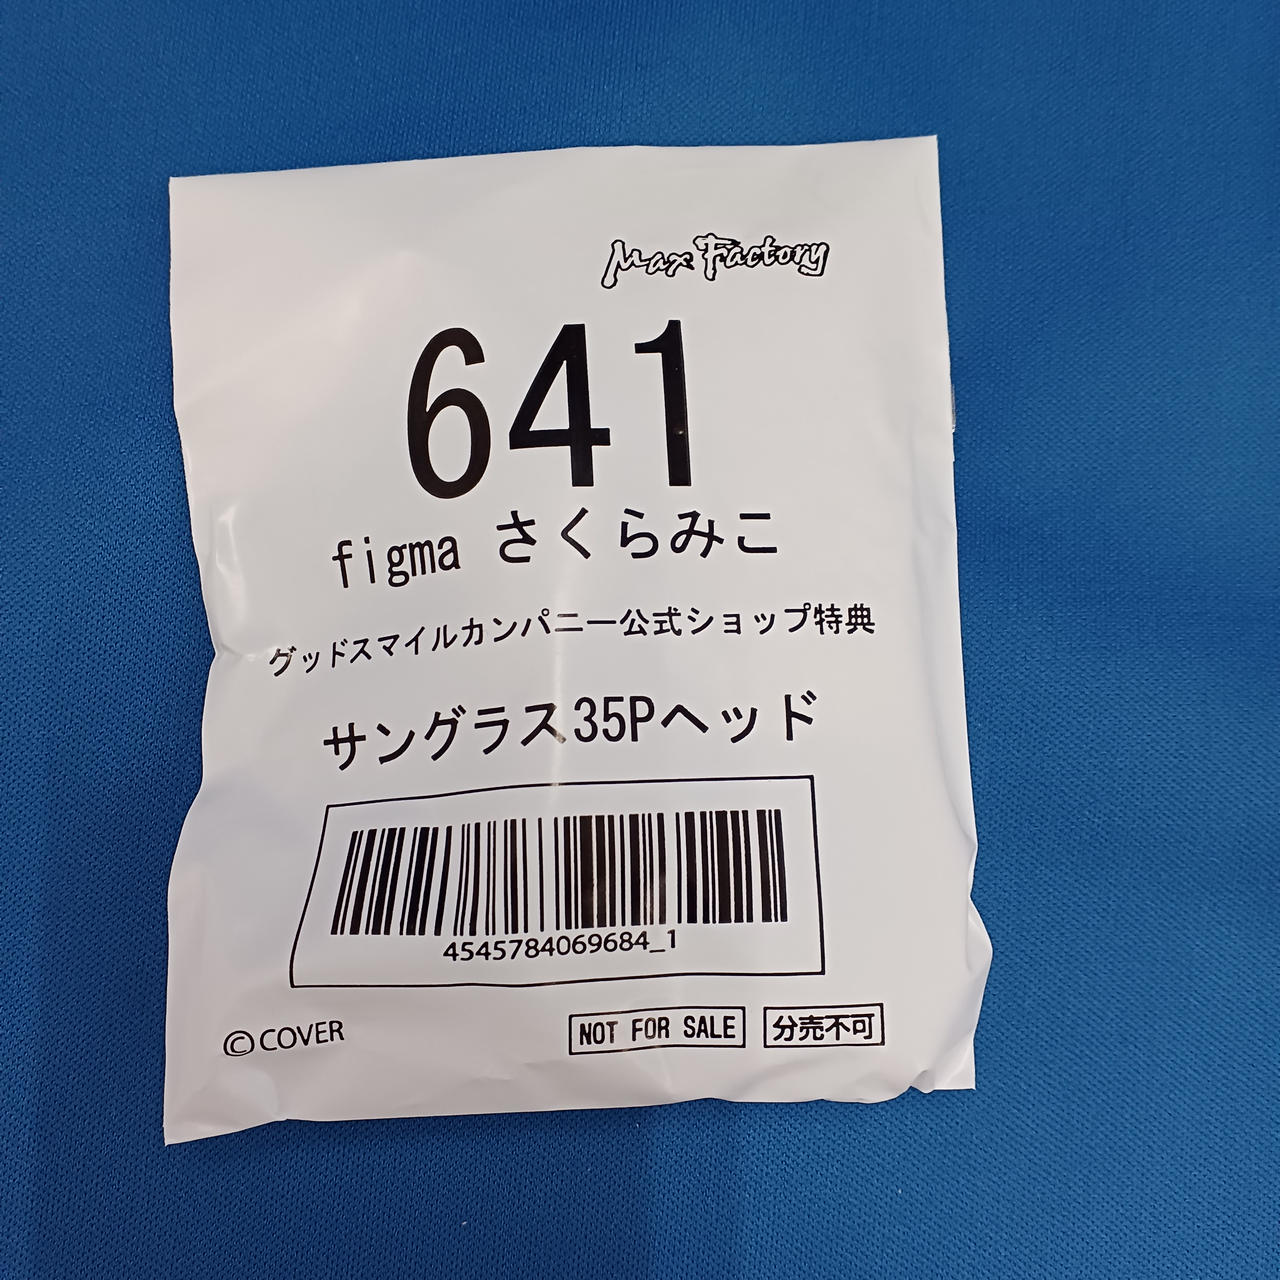 Max Factory
641
figma さくらみこ
グッドスマイルカンパニー公式ショップ特典
サングラス35Pヘッド
4545784069684_1
©COVER
NOT FOR SALE
分売不可